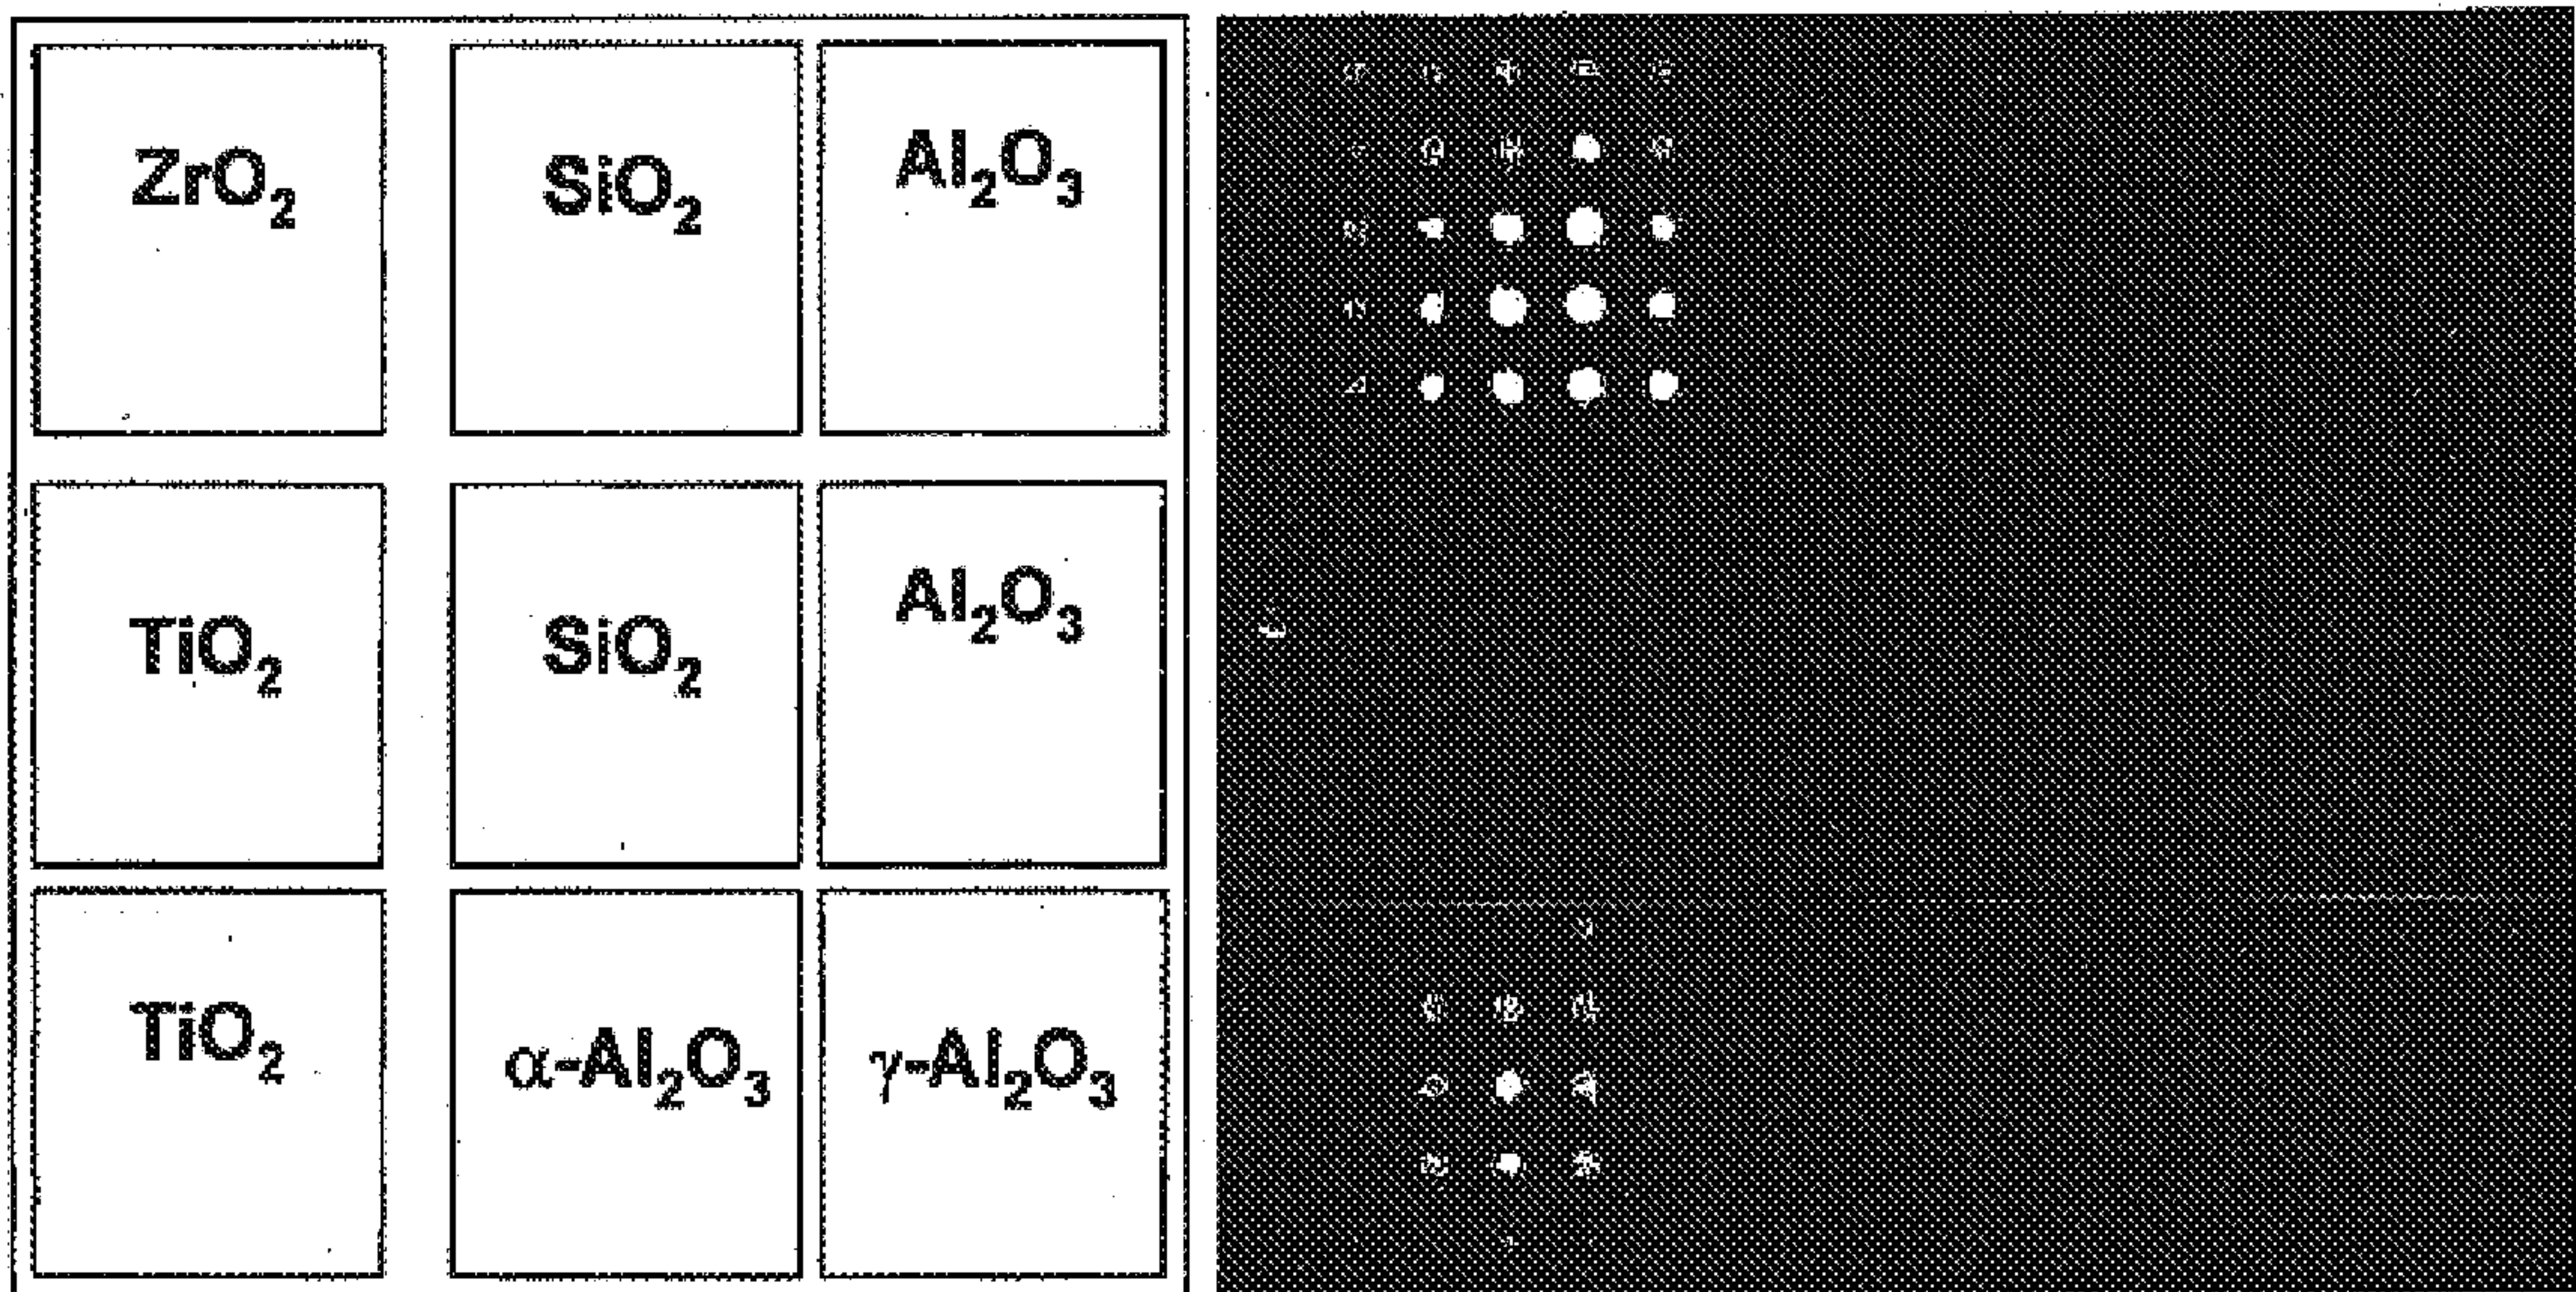 ZrO₂ SiO₂ Al₂O₃
TiO₂ SiO₂ Al₂O₃
TiO₂ α-Al₂O₃ γ-Al₂O₃